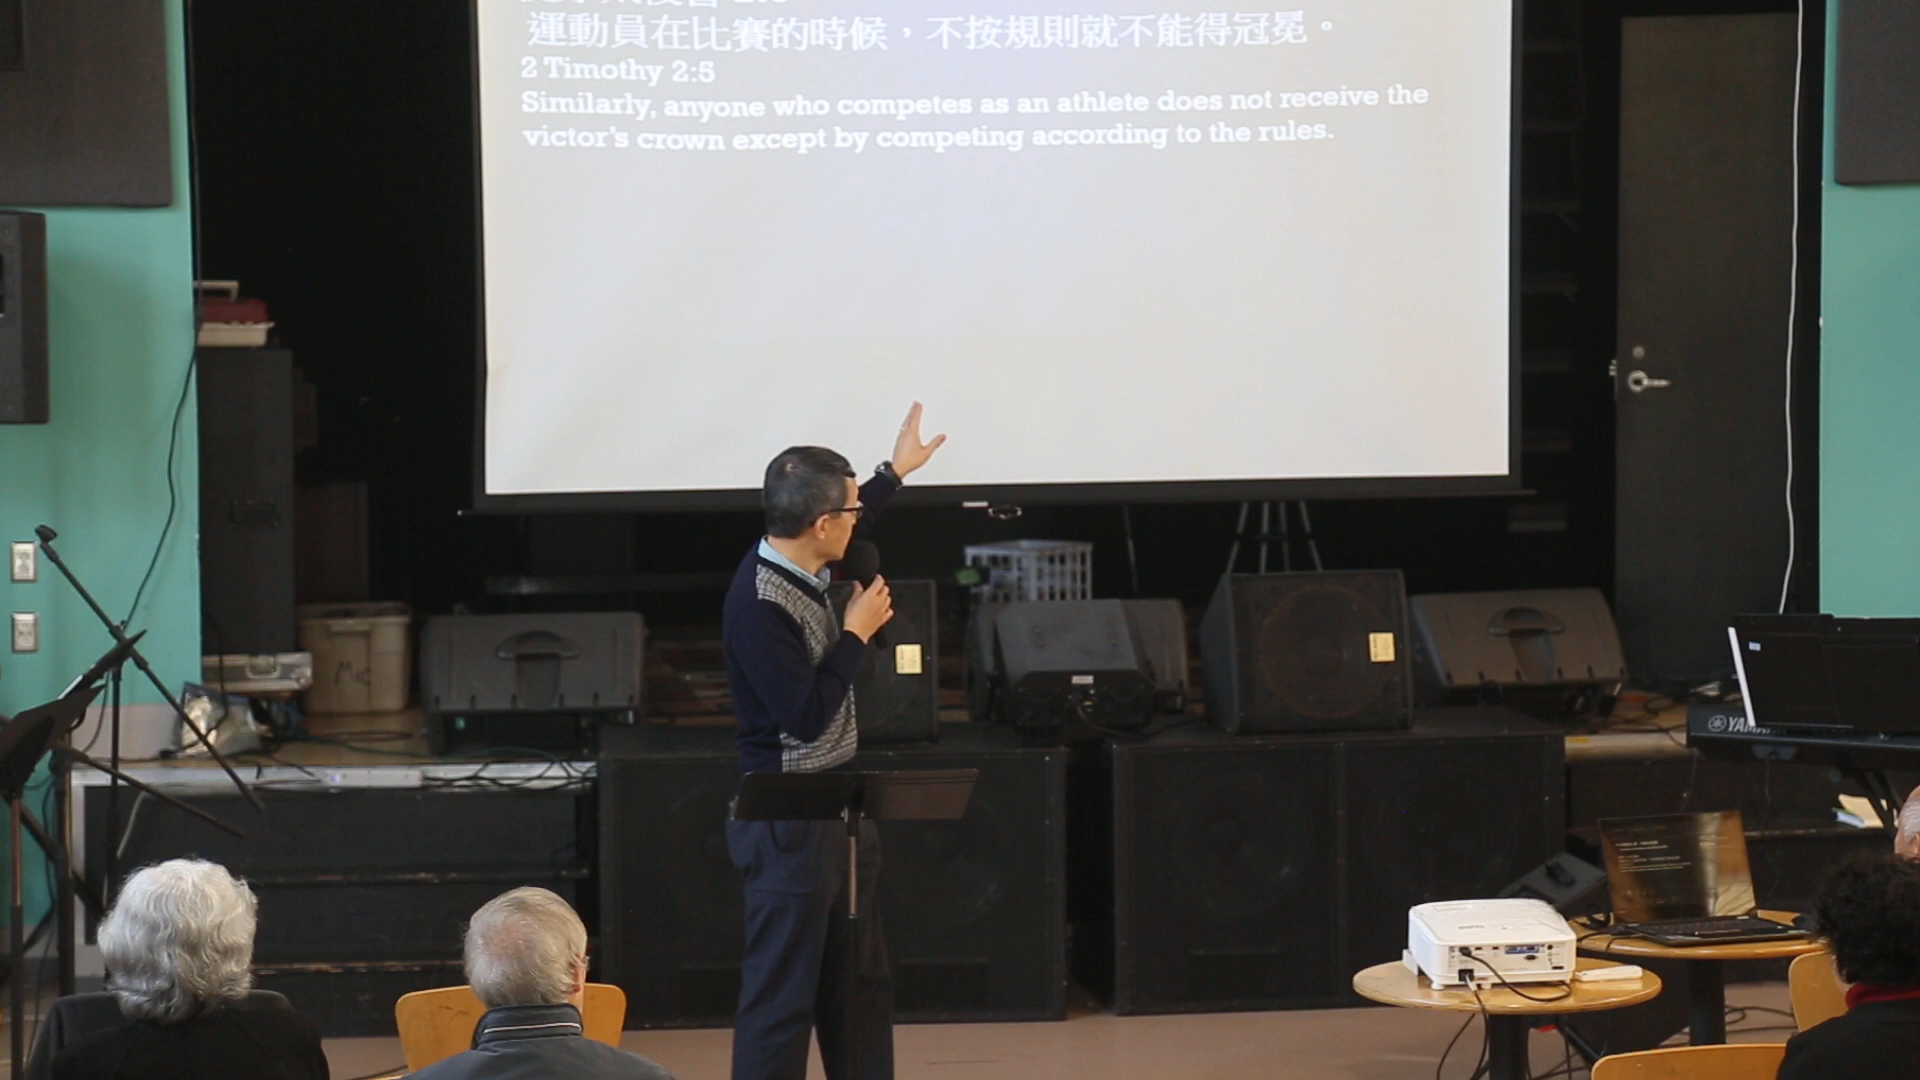 運動員在比賽的時候，不按規則就不能得冠冕。
2 Timothy 2:5
Similarly, anyone who competes as an athlete does not receive the
victor's crown except by competing according to the rules.